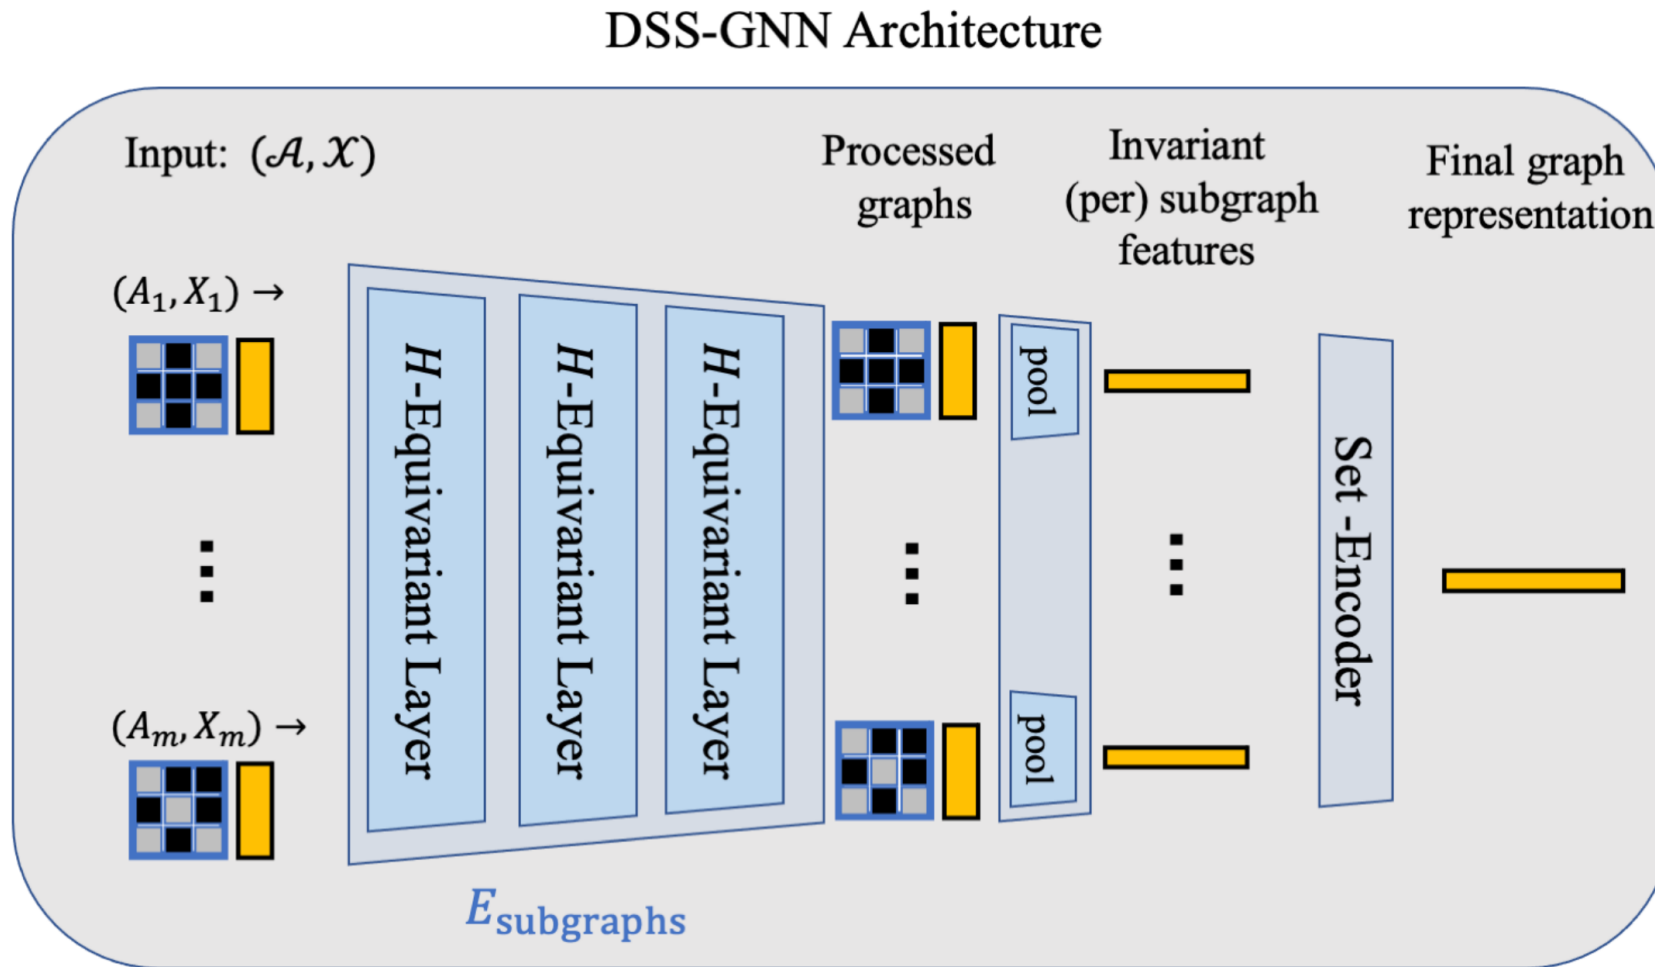 DSS-GNN Architecture
Input: (𝒜, 𝒳)
Processed
graphs
Invariant
(per) subgraph
features
Final graph
representation
(A₁, X₁) →
H-Equivariant Layer
H-Equivariant Layer
H-Equivariant Layer
pool
Set -Encoder
(Aₘ, Xₘ) →
pool
E subgraphs